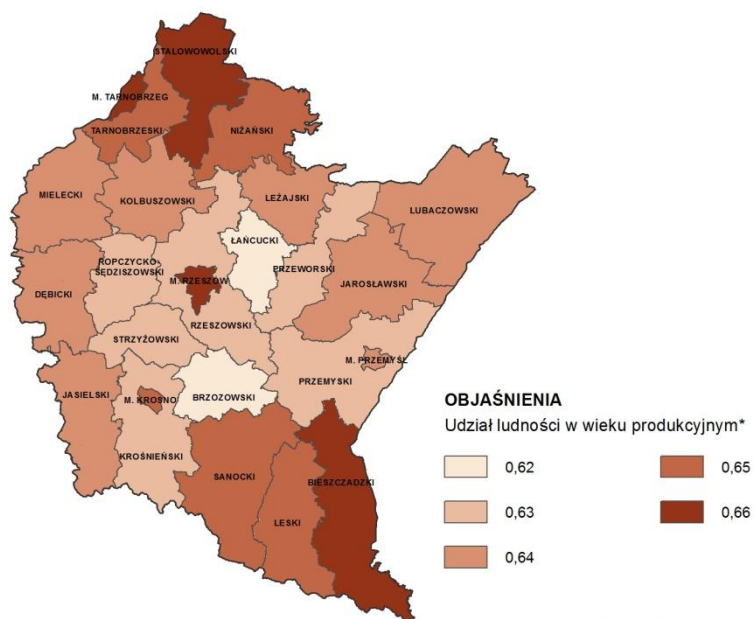 STALOWOWOLSKI
M. TARNOBRZEG
TARNOBRZESKI
NIŻAŃSKI
MIELECKI
KOLBUSZOWSKI
LEŻAJSKI
LUBACZOWSKI
ŁAŃCUCKI
ROPCZYCKO-
SĘDZISZOWSKI
PRZEWORSKI
M. RZESZÓW
JAROSŁAWSKI
DĘBICKI
RZESZOWSKI
STRZYŻOWSKI
M. PRZEMYŚL
PRZEMYSKI
JASIELSKI
M. KROSNO
BRZOZOWSKI
KROŚNIEŃSKI
SANOCKI
BIESZCZADZKI
LESKI
OBJAŚNIENIA
Udział ludności w wieku produkcyjnym*
0,62
0,65
0,63
0,66
0,64